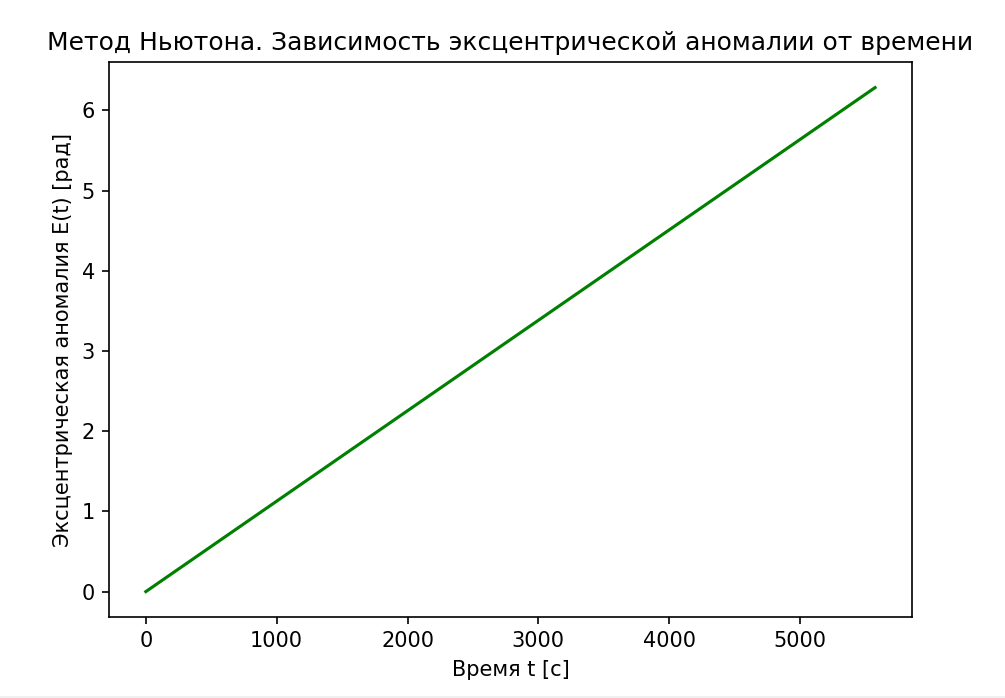 Метод Ньютона. Зависимость эксцентрической аномалии от времени
Эксцентрическая аномалия E(t) [рад]
6
5
4
3
2
1
0
0 1000 2000 3000 4000 5000
Время t [с]